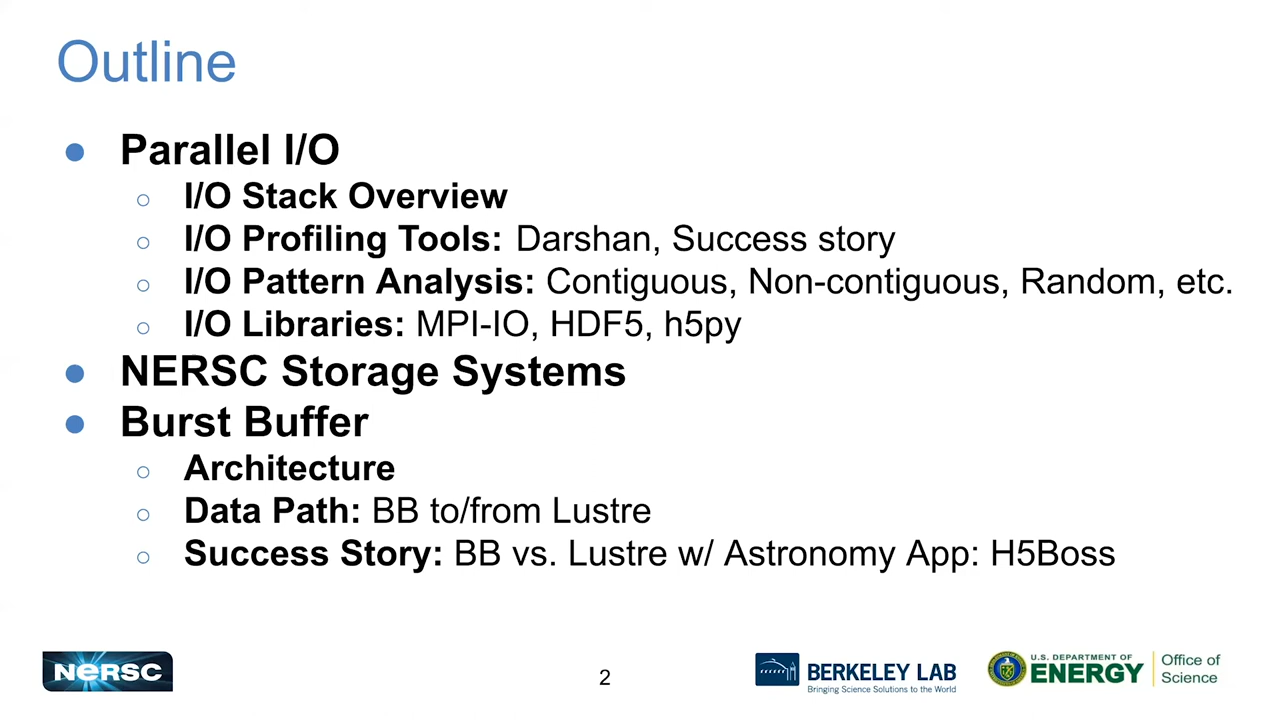 Outline
● Parallel I/O
○ I/O Stack Overview
○ I/O Profiling Tools: Darshan, Success story
○ I/O Pattern Analysis: Contiguous, Non-contiguous, Random, etc.
○ I/O Libraries: MPI-IO, HDF5, h5py
● NERSC Storage Systems
● Burst Buffer
○ Architecture
○ Data Path: BB to/from Lustre
○ Success Story: BB vs. Lustre w/ Astronomy App: H5Boss
NERSC
2
BERKELEY LAB
Bringing Science Solutions to the World
U.S. DEPARTMENT OF
ENERGY
Office of
Science